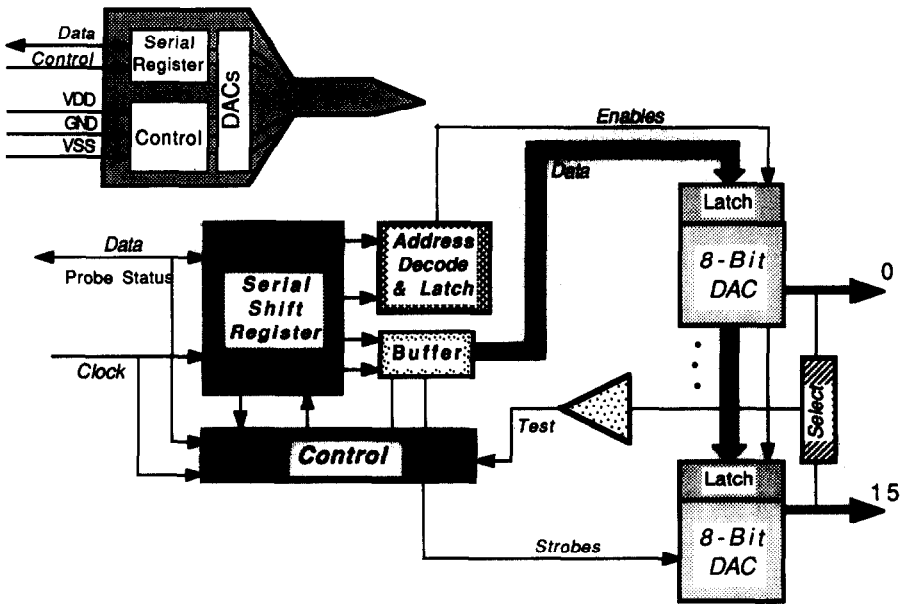 Data
Control
VDD
GND
VSS
Serial
Register
Control
DACs
Enables
Data
Latch
8-Bit
DAC
0
Data
Probe Status
Clock
Serial
Shift
Register
Address
Decode
& Latch
Buffer
Control
Test
Select
Latch
8-Bit
DAC
15
Strobes